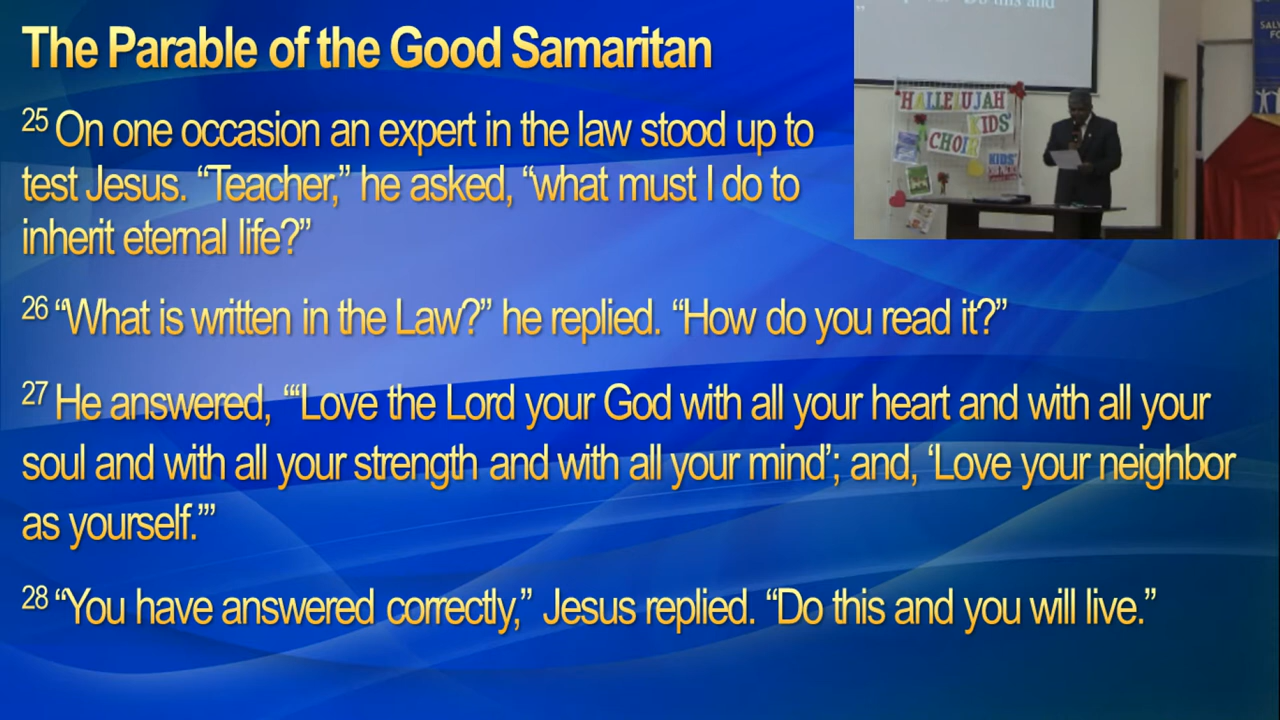 The Parable of the Good Samaritan
25 On one occasion an expert in the law stood up to
test Jesus. “Teacher,” he asked, “what must I do to
inherit eternal life?”
26 “What is written in the Law?” he replied. “How do you read it?”
27 He answered, “‘Love the Lord your God with all your heart and with all your
soul and with all your strength and with all your mind’; and, ‘Love your neighbor
as yourself.’”
28 “You have answered correctly,” Jesus replied. “Do this and you will live.”
Do this and
HALLELUJAH
KIDS'
CHOIR
KIDS'